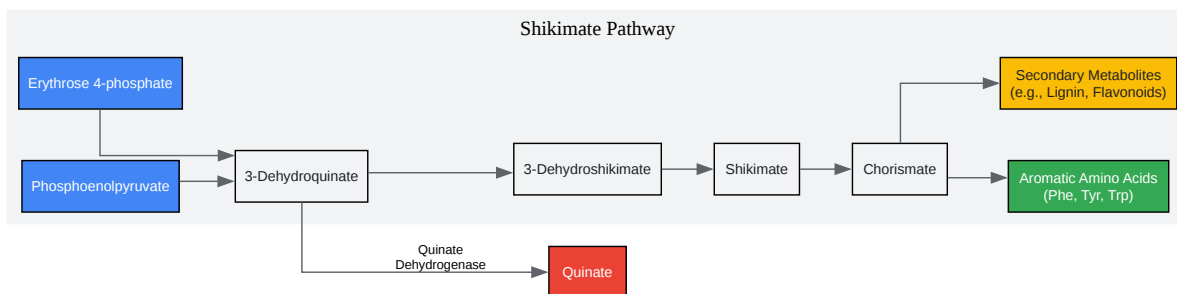 Shikimate Pathway
Erythrose 4-phosphate
Phosphoenolpyruvate
3-Dehydroquinate
3-Dehydroshikimate
Shikimate
Chorismate
Secondary Metabolites
(e.g., Lignin, Flavonoids)
Aromatic Amino Acids
(Phe, Tyr, Trp)
Quinate
Dehydrogenase
Quinate